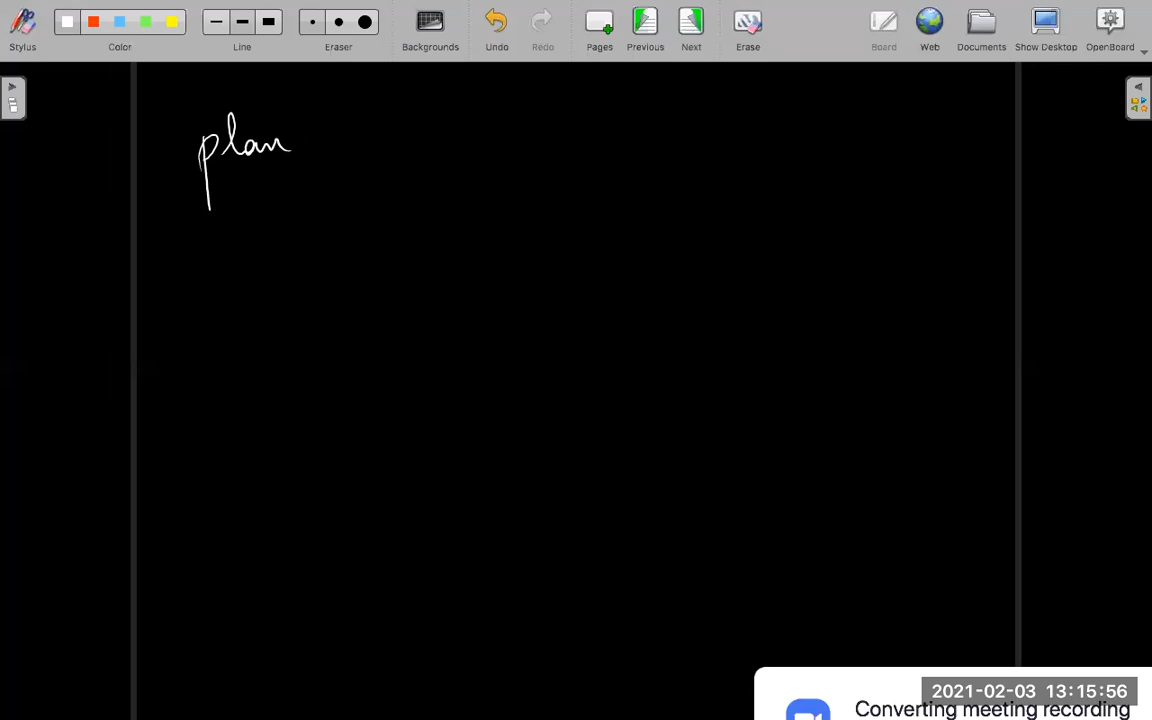 Stylus Color Line Eraser Backgrounds Undo Redo Pages Previous Next Erase Board Web Documents Show Desktop OpenBoard
plan
2021-02-03 13:15:56
Converting meeting recording